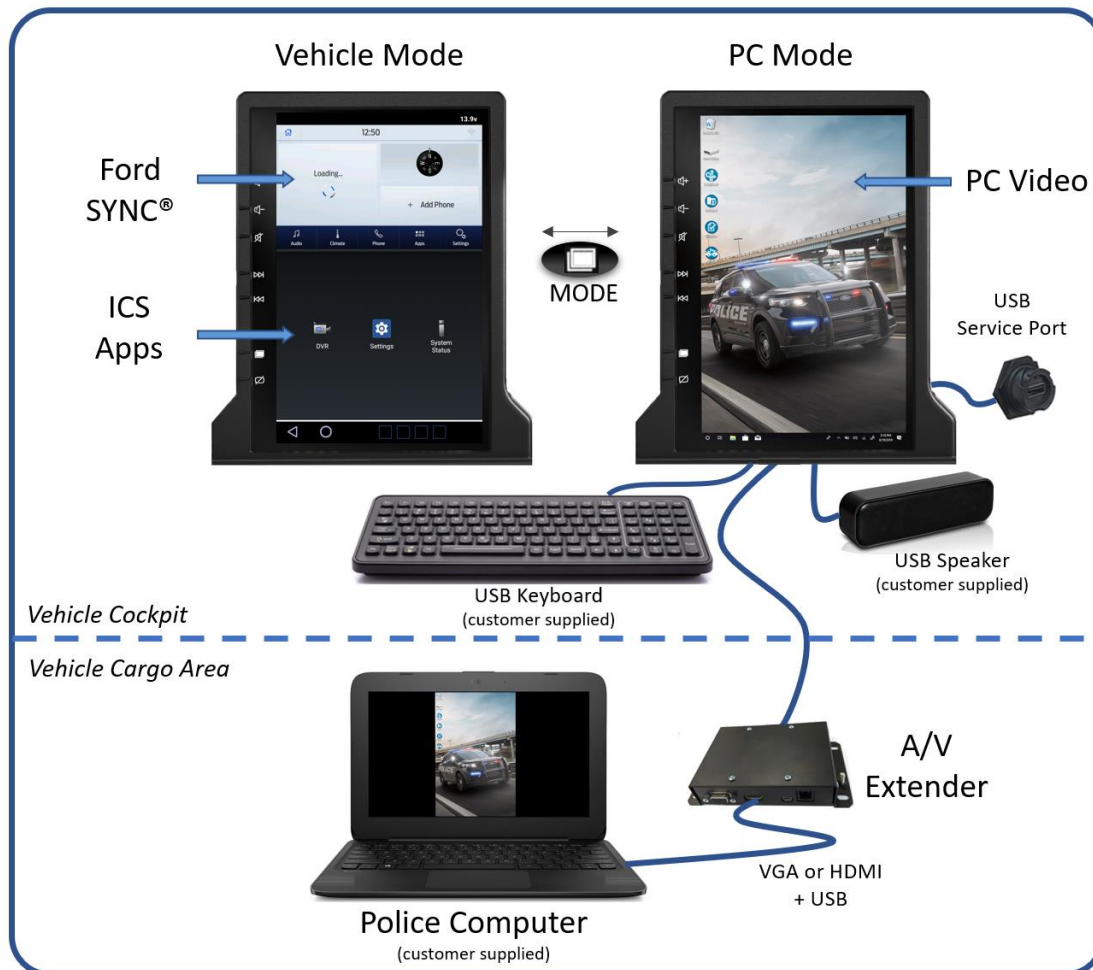 Vehicle Mode
PC Mode
13.9v
12:50
Loading...
+ Add Phone
Audio
Climate
Phone
Apps
Settings
Ford
SYNC®
ICS
Apps
DVR
Settings
System
Status
MODE
PC Video
POLICE
USB
Service Port
USB Keyboard
(customer supplied)
USB Speaker
(customer supplied)
Vehicle Cockpit
Vehicle Cargo Area
A/V
Extender
VGA or HDMI
+ USB
Police Computer
(customer supplied)